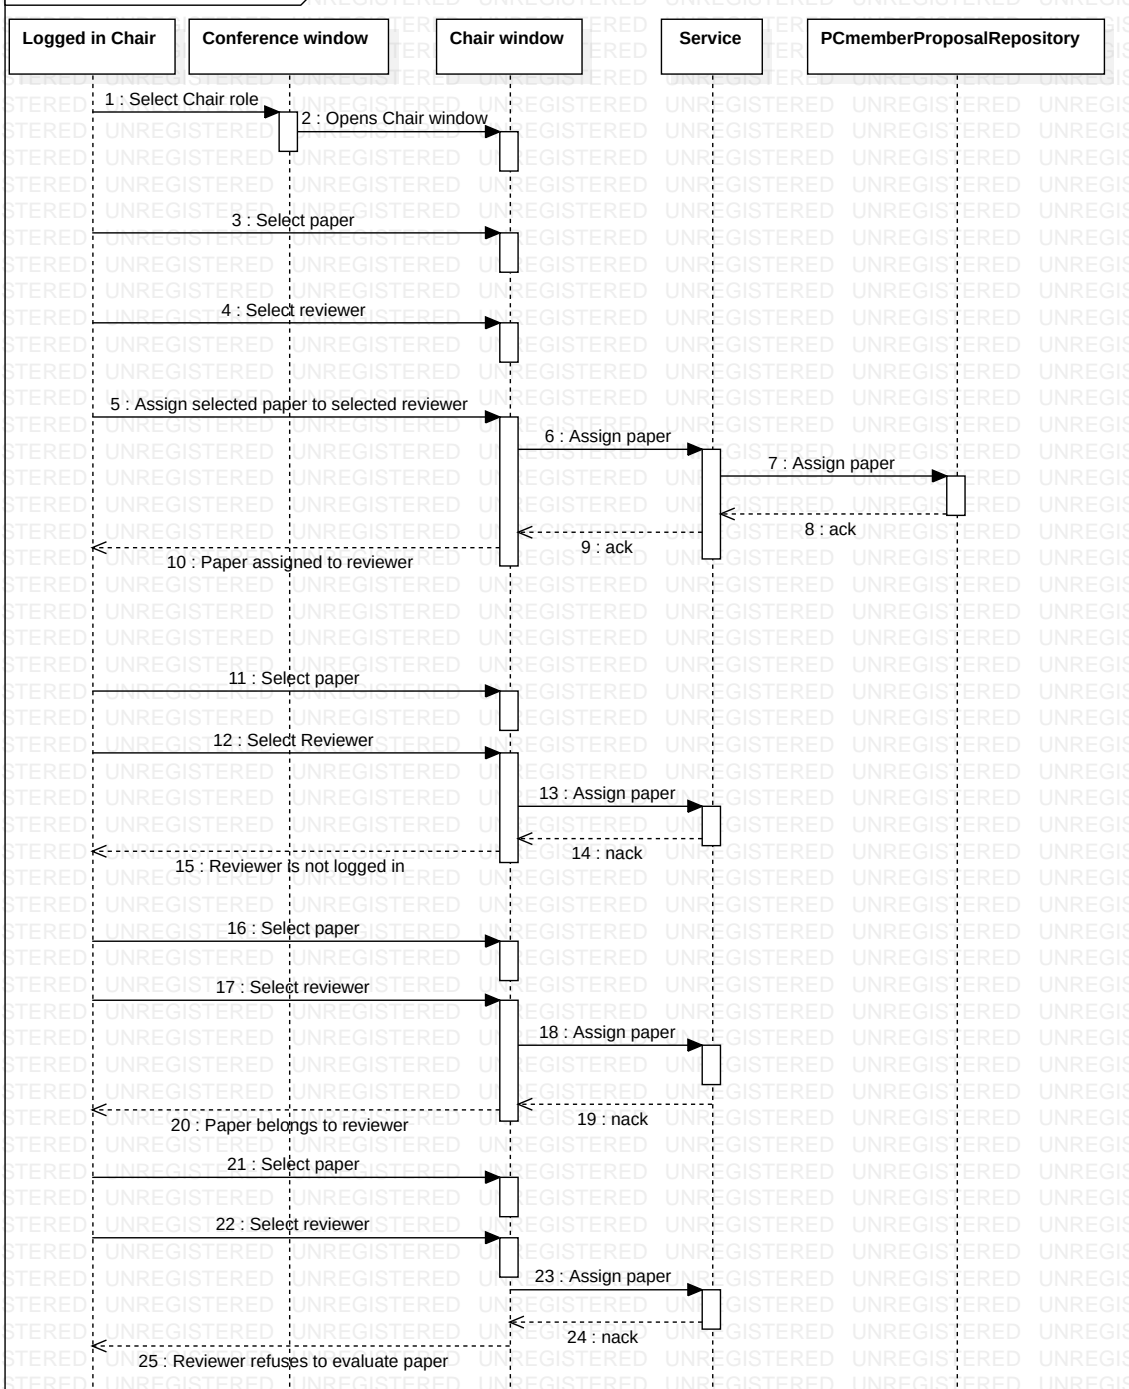 Logged in Chair
Conference window
Chair window
Service
PCmemberProposalRepository
1 : Select Chair role
2 : Opens Chair window
3 : Select paper
4 : Select reviewer
5 : Assign selected paper to selected reviewer
6 : Assign paper
7 : Assign paper
8 : ack
9 : ack
10 : Paper assigned to reviewer
11 : Select paper
12 : Select Reviewer
13 : Assign paper
14 : nack
15 : Reviewer is not logged in
16 : Select paper
17 : Select reviewer
18 : Assign paper
19 : nack
20 : Paper belongs to reviewer
21 : Select paper
22 : Select reviewer
23 : Assign paper
24 : nack
25 : Reviewer refuses to evaluate paper
UNREGISTERED